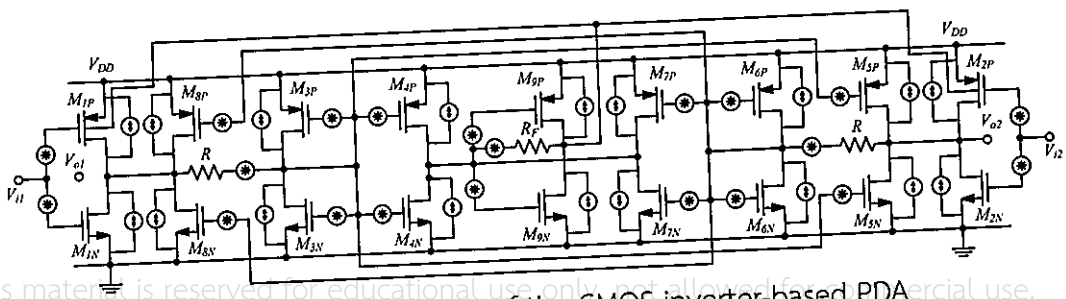 V_DD
V_DD
M_1P
M_8P
M_3P
M_4P
M_9P
M_7P
M_6P
M_5P
M_2P
V_o1
R
R_F
R
V_o2
V_i1
V_i2
M_1N
M_8N
M_3N
M_4N
M_9N
M_7N
M_6N
M_5N
M_2N
s material is reserved for educational use only, not allowed for commercial use.
the CMOS inverter-based PDA